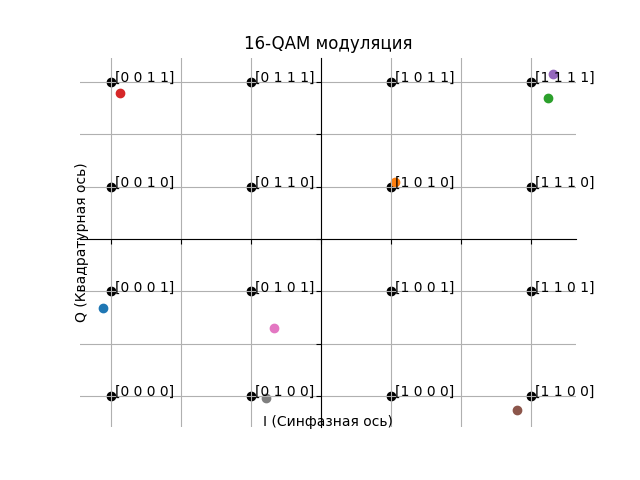 16-QAM модуляция
[0 0 1 1] [0 1 1 1] [1 0 1 1] [1 1 1 1]
[0 0 1 0] [0 1 1 0] [1 0 1 0] [1 1 1 0]
Q (Квадратурная ось)
[0 0 0 1] [0 1 0 1] [1 0 0 1] [1 1 0 1]
[0 0 0 0] [0 1 0 0] [1 0 0 0] [1 1 0 0]
I (Синфазная ось)